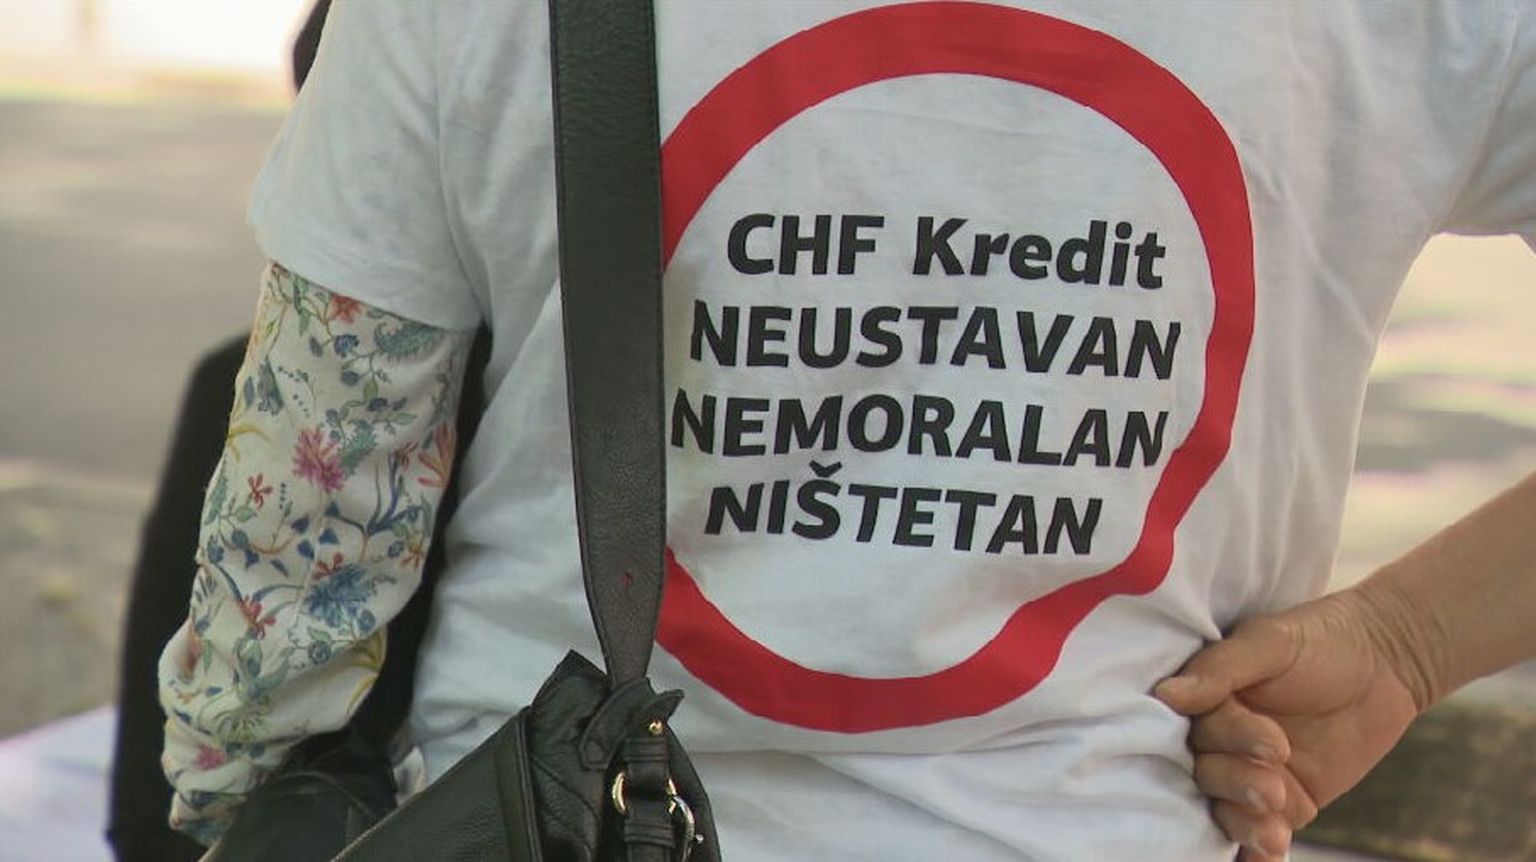 CHF Kredit
NEUSTAVAN
NEMORALAN
NIŠTETAN